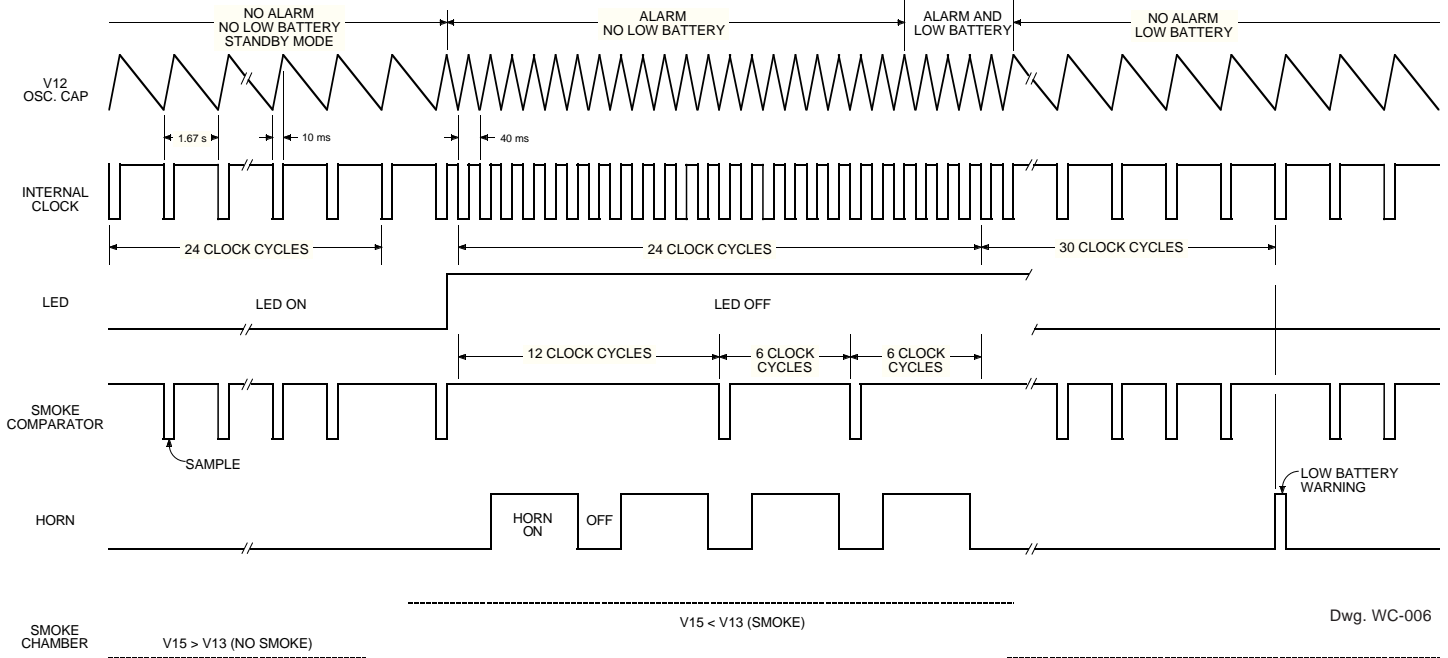 NO ALARM
NO LOW BATTERY
STANDBY MODE
ALARM
NO LOW BATTERY
ALARM AND
LOW BATTERY
NO ALARM
LOW BATTERY
V12
OSC. CAP
1.67 s
10 ms
40 ms
INTERNAL
CLOCK
24 CLOCK CYCLES
24 CLOCK CYCLES
30 CLOCK CYCLES
LED
LED ON
LED OFF
12 CLOCK CYCLES
6 CLOCK
CYCLES
6 CLOCK
CYCLES
SMOKE
COMPARATOR
SAMPLE
LOW BATTERY
WARNING
HORN
HORN
ON
OFF
SMOKE
CHAMBER
V15 > V13 (NO SMOKE)
V15 < V13 (SMOKE)
Dwg. WC-006